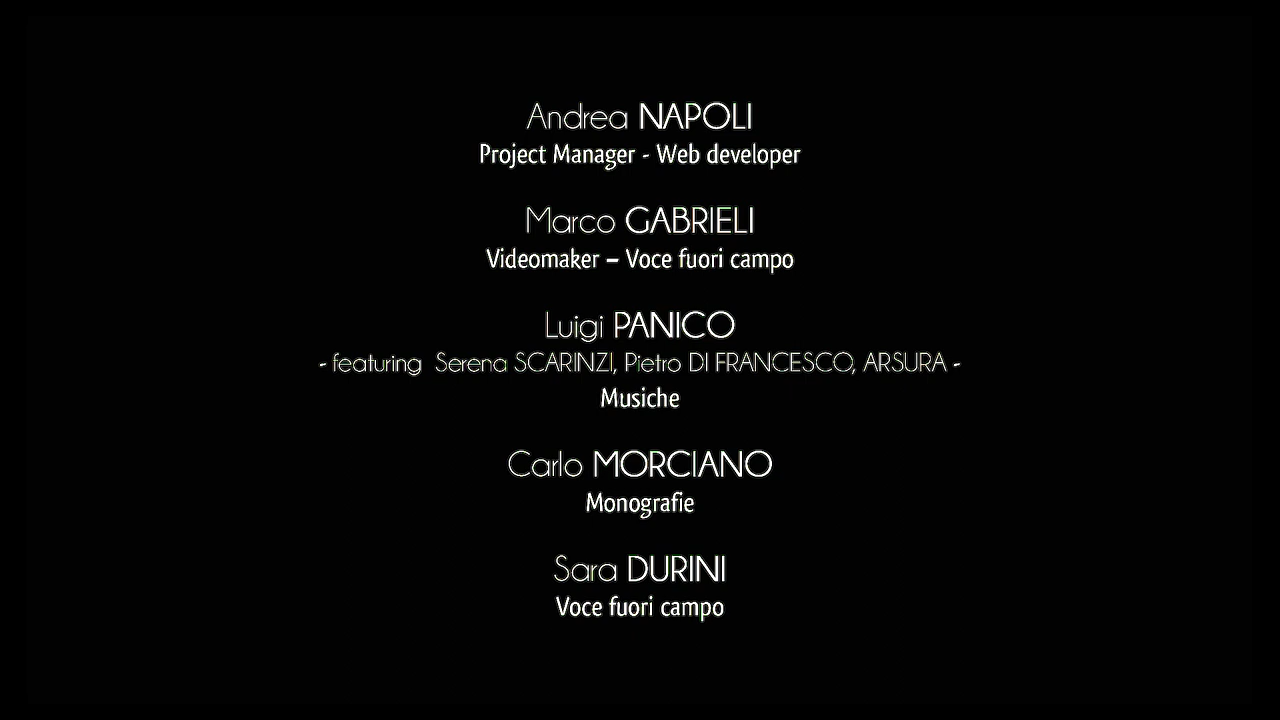 Andrea NAPOLI
Project Manager - Web developer
Marco GABRIELI
Videomaker – Voce fuori campo
Luigi PANICO
- featuring Serena SCARINZI, Pietro DI FRANCESCO, ARSURA -
Musiche
Carlo MORCIANO
Monografie
Sara DURINI
Voce fuori campo